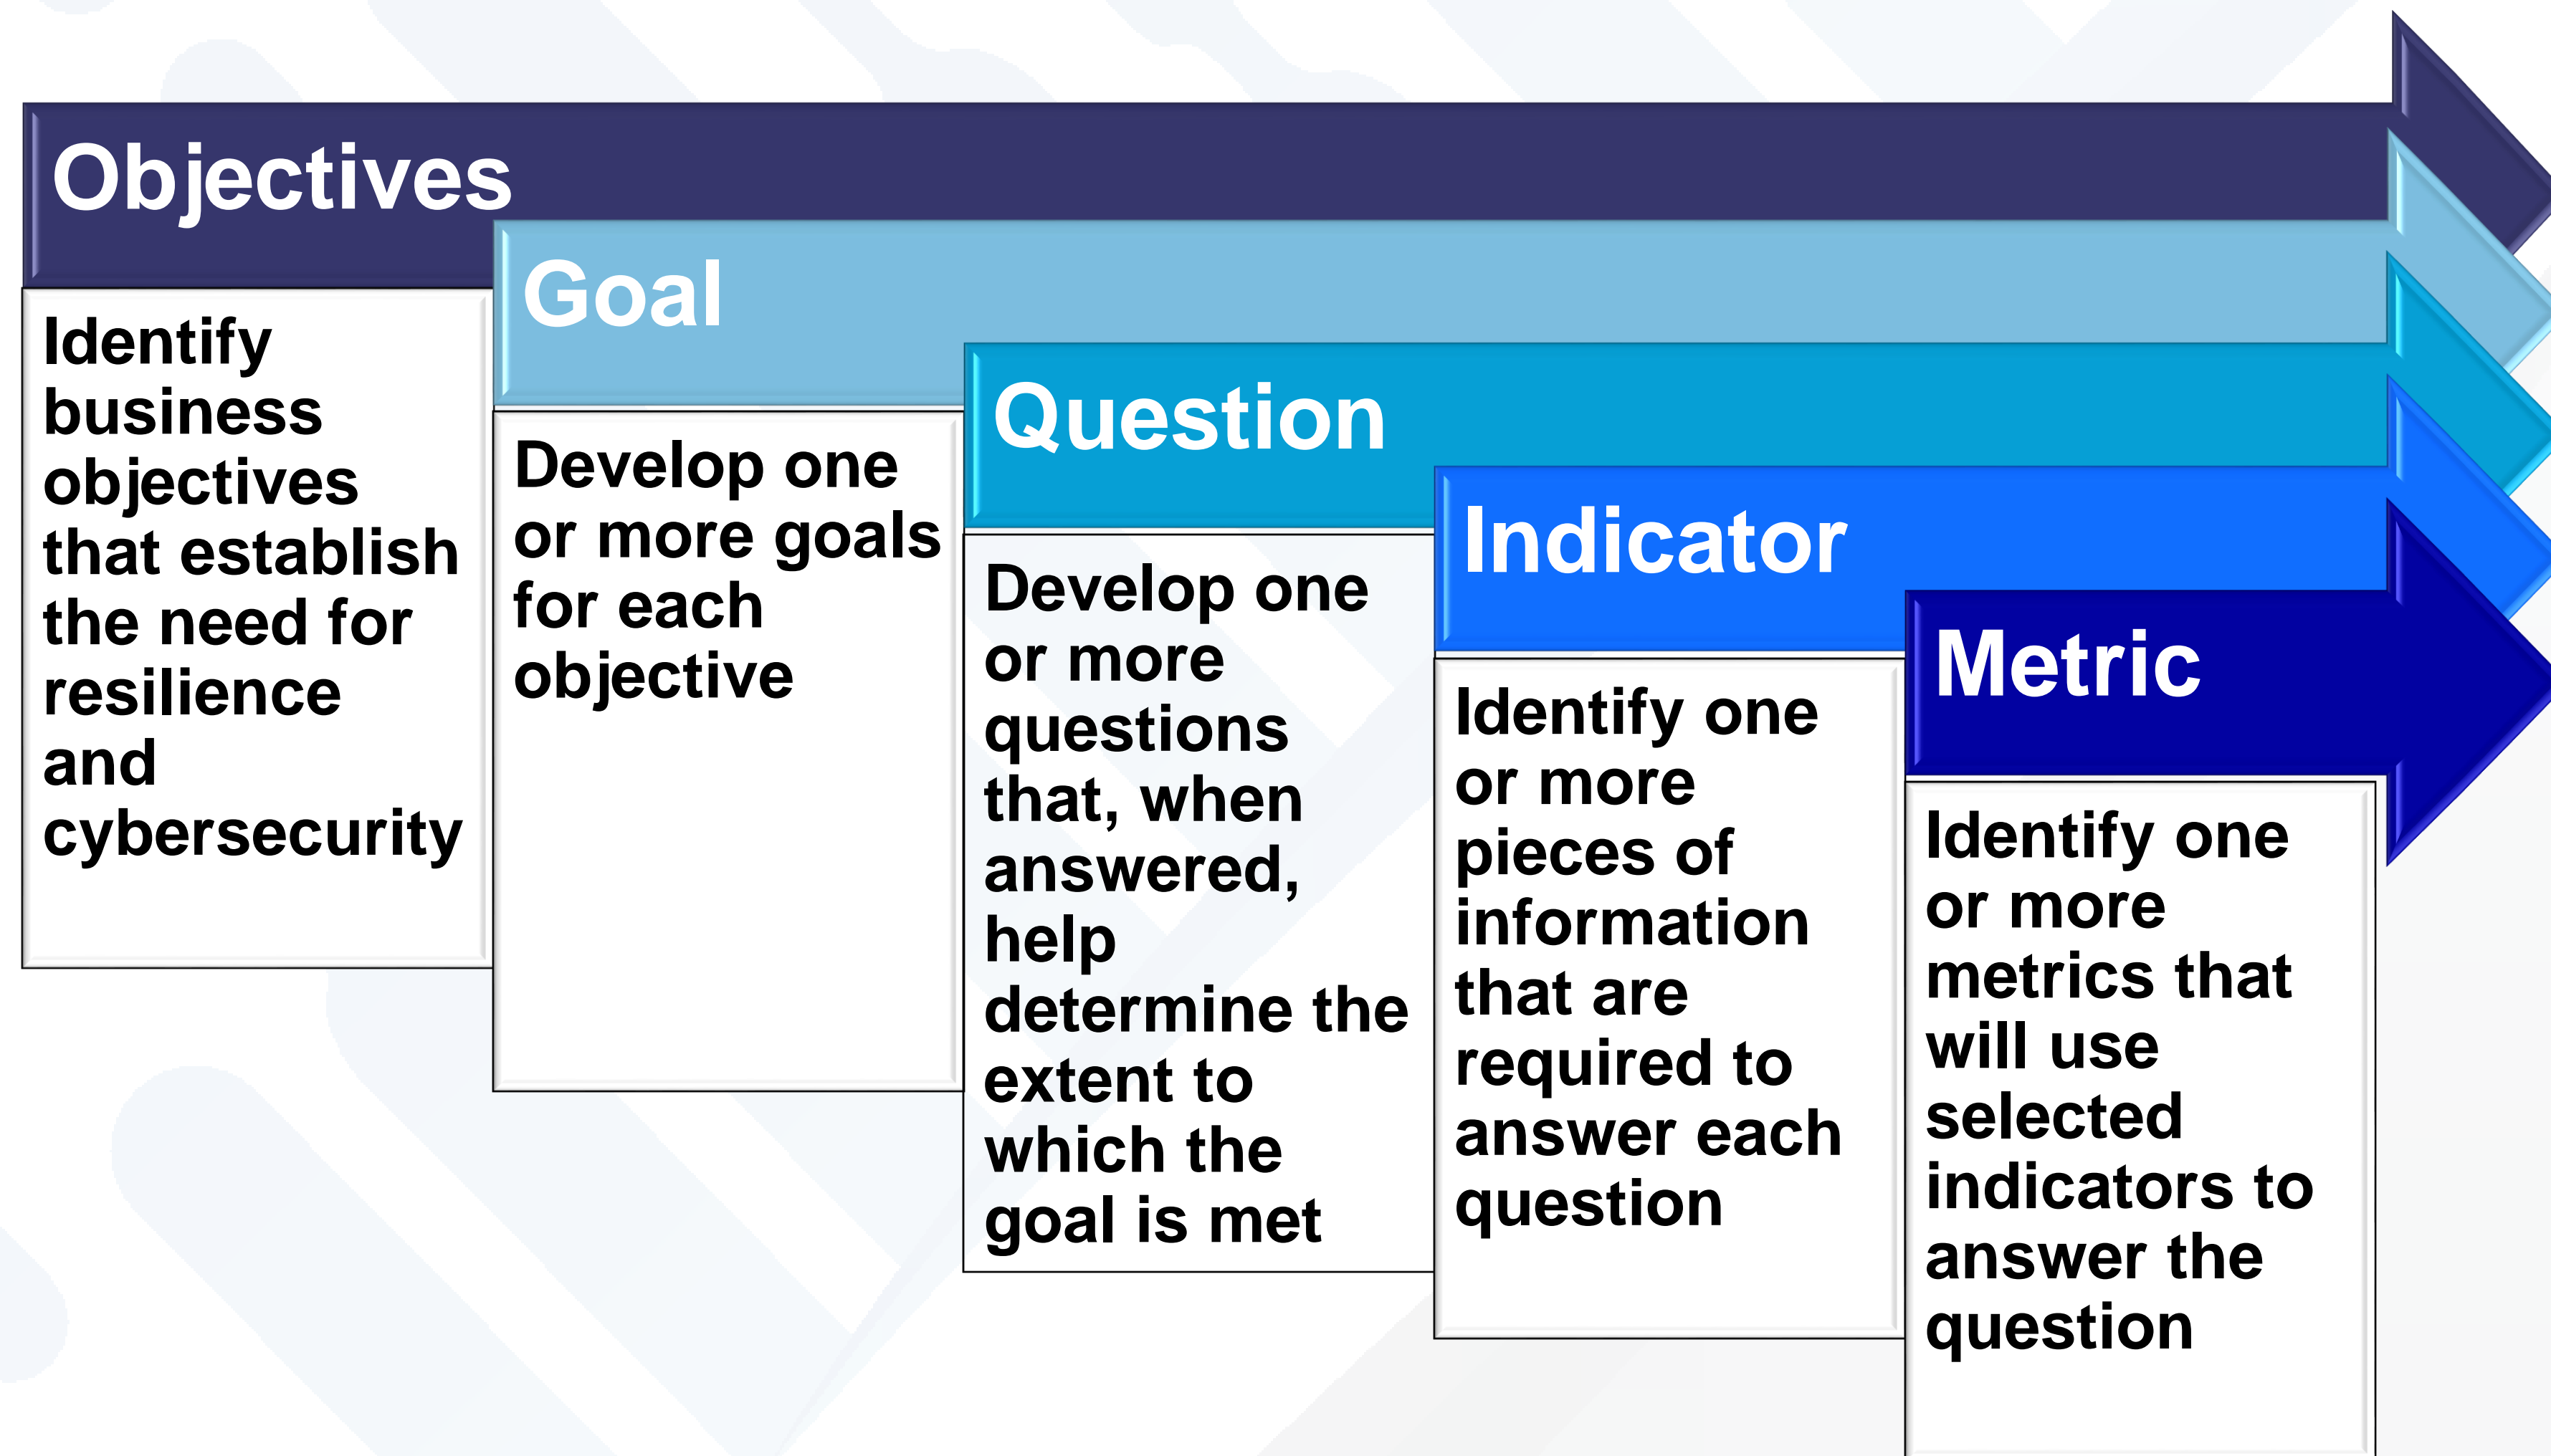 Objectives
Identify
business
objectives
that establish
the need for
resilience
and
cybersecurity
Goal
Develop one
or more goals
for each
objective
Question
Develop one
or more
questions
that, when
answered,
help
determine the
extent to
which the
goal is met
Indicator
Identify one
or more
pieces of
information
that are
required to
answer each
question
Metric
Identify one
or more
metrics that
will use
selected
indicators to
answer the
question